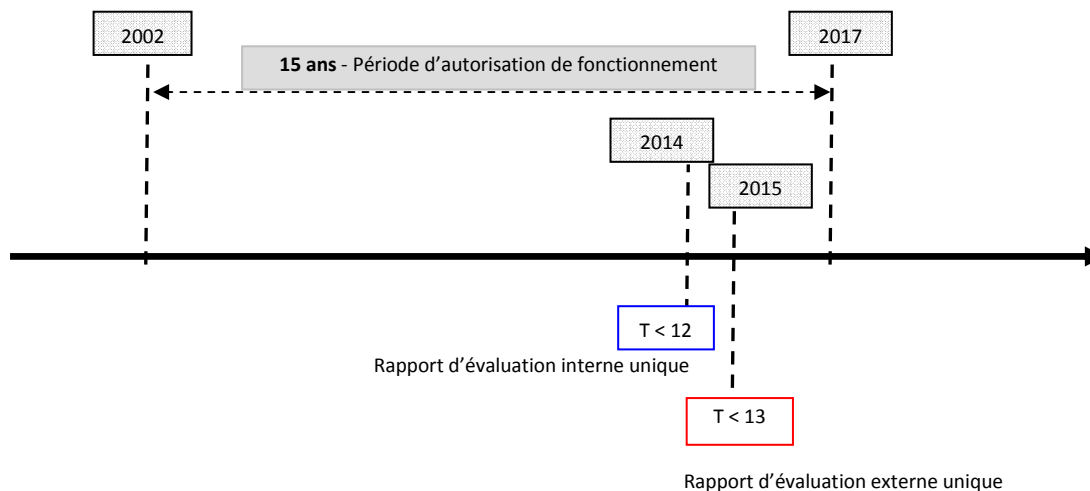 2002
2017
15 ans - Période d’autorisation de fonctionnement
2014
2015
T < 12
Rapport d’évaluation interne unique
T < 13
Rapport d’évaluation externe unique